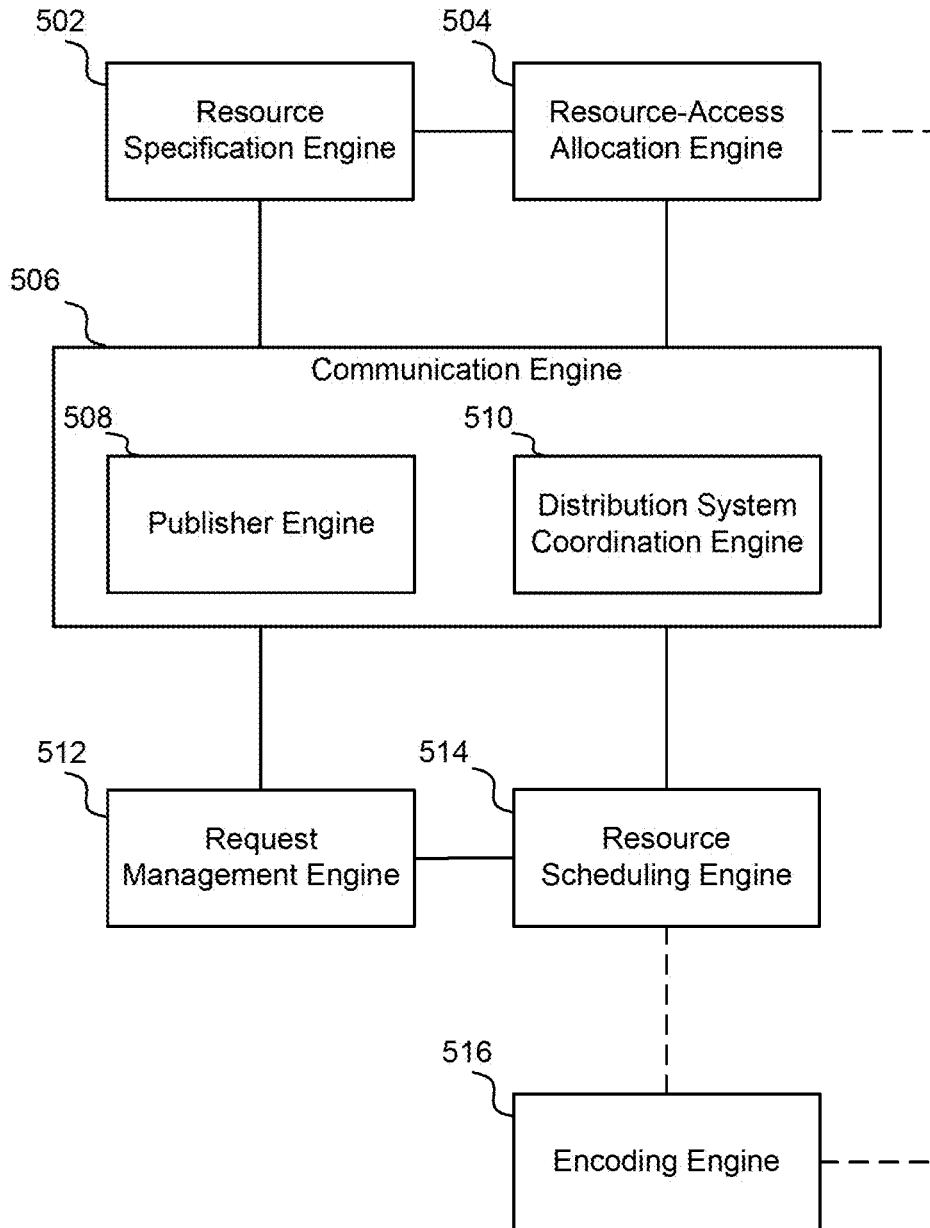 502
504
Resource
Specification Engine
Resource-Access
Allocation Engine
506
Communication Engine
508
510
Publisher Engine
Distribution System
Coordination Engine
512
514
Request
Management Engine
Resource
Scheduling Engine
516
Encoding Engine